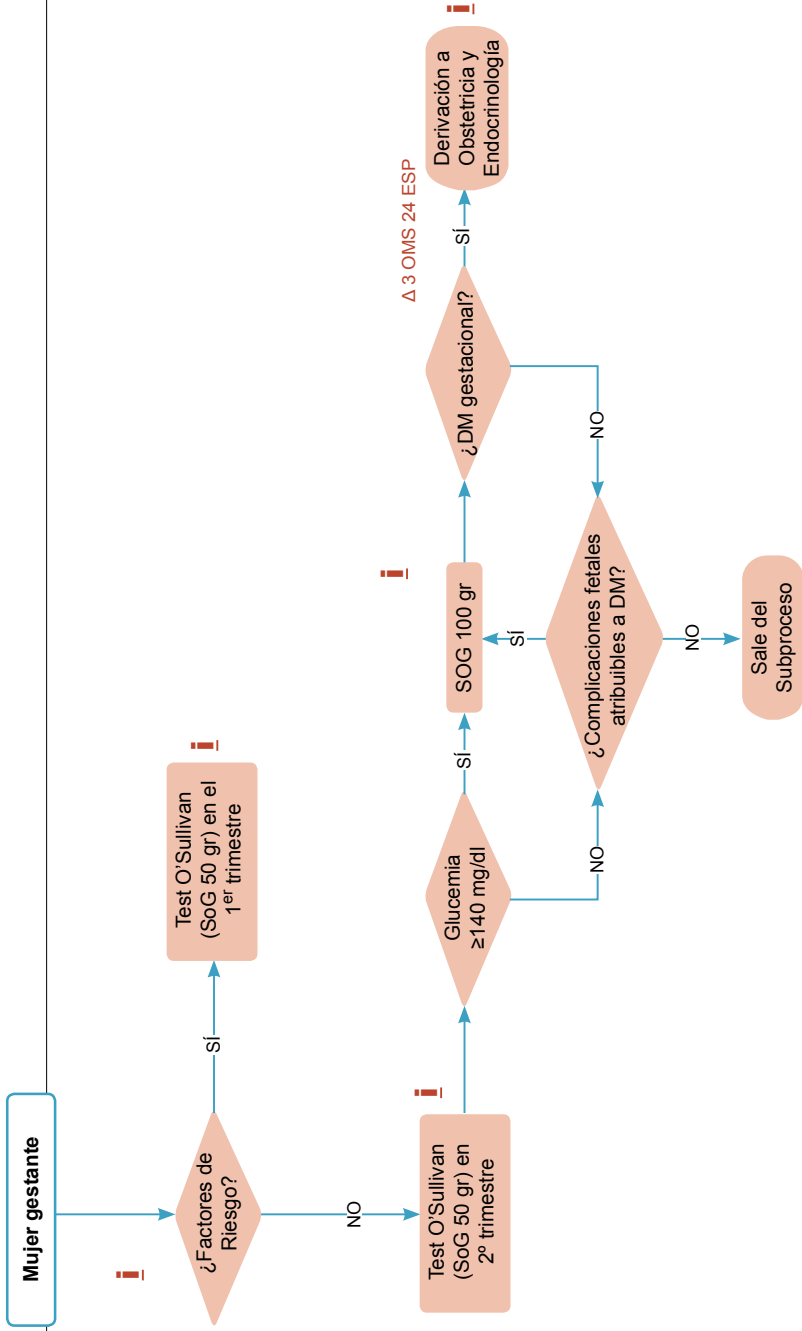 Mujer gestante
¡
¿Factores de
Riesgo?
SÍ
Test O’Sullivan
(SoG 50 gr) en el
1er trimestre
¡
NO
Test O’Sullivan
(SoG 50 gr) en
2º trimestre
¡
Glucemia
≥140 mg/dl
SÍ
SOG 100 gr
¡
¿DM gestacional?
SÍ
Δ 3 OMS 24 ESP
Derivación a
Obstetricia y
Endocrinología
¡
NO
NO
¿Complicaciones fetales
atribuibles a DM?
SÍ
NO
Sale del
Subproceso